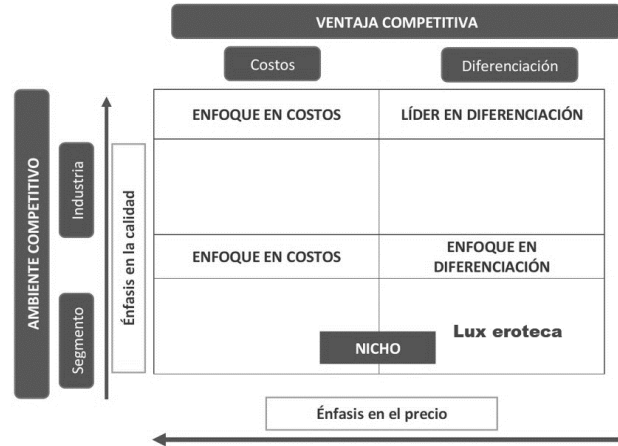 VENTAJA COMPETITIVA
Costos
Diferenciación
ENFOQUE EN COSTOS
LÍDER EN DIFERENCIACIÓN
AMBIENTE COMPETITIVO
Industria
Énfasis en la calidad
ENFOQUE EN COSTOS
ENFOQUE EN
DIFERENCIACIÓN
Segmento
Lux eroteca
NICHO
Énfasis en el precio